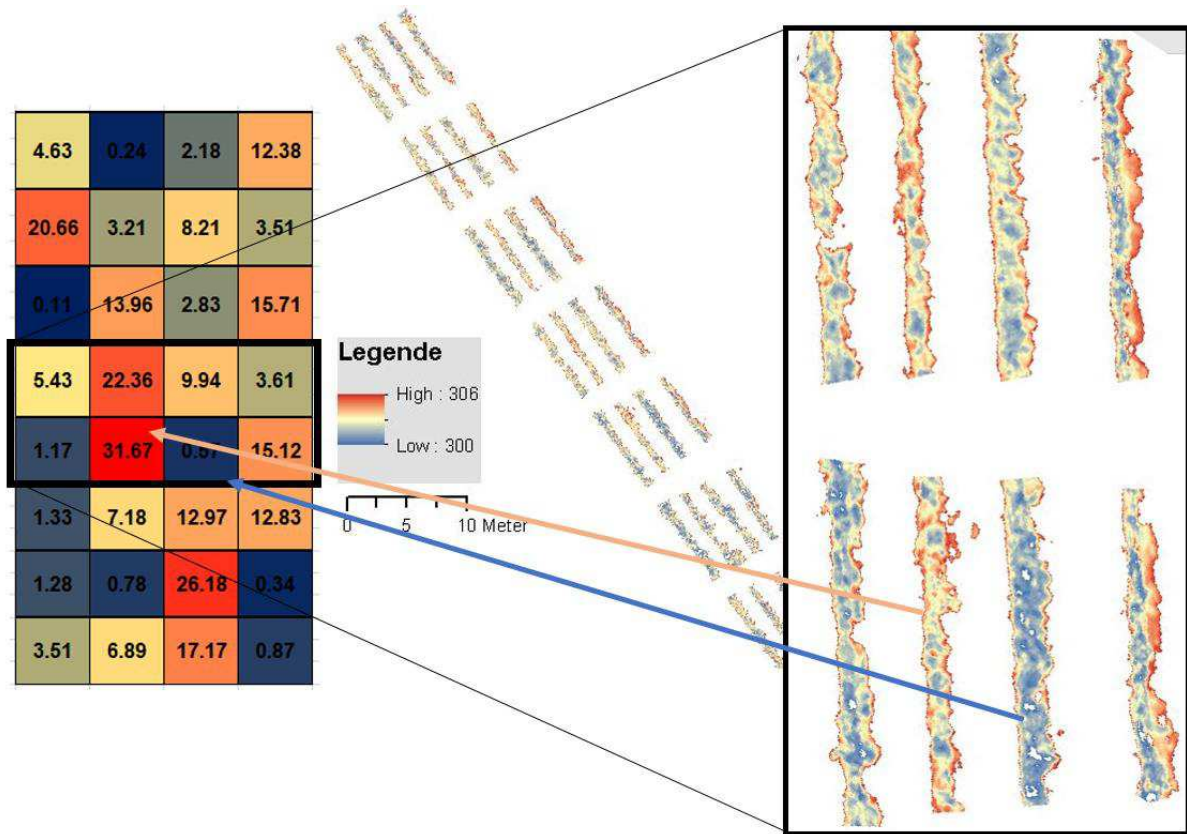 4.63 0.24 2.18 12.38
20.66 3.21 8.21 3.51
0.11 13.96 2.83 15.71
5.43 22.36 9.94 3.61
1.17 31.67
15.12
1.33 7.18 12.97 12.83
1.28 0.78 26.18 0.34
3.51 6.89 17.17 0.87
Legende
High : 306
Low : 300
0 5 10 Meter